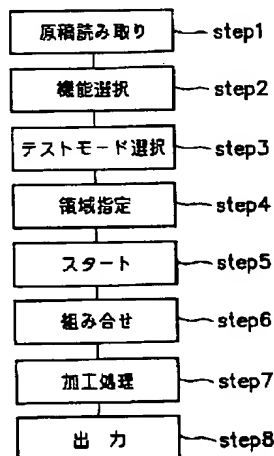 原稿読み取り step1
機能選択 step2
テストモード選択 step3
領域指定 step4
スタート step5
組み合せ step6
加工処理 step7
出 力 step8